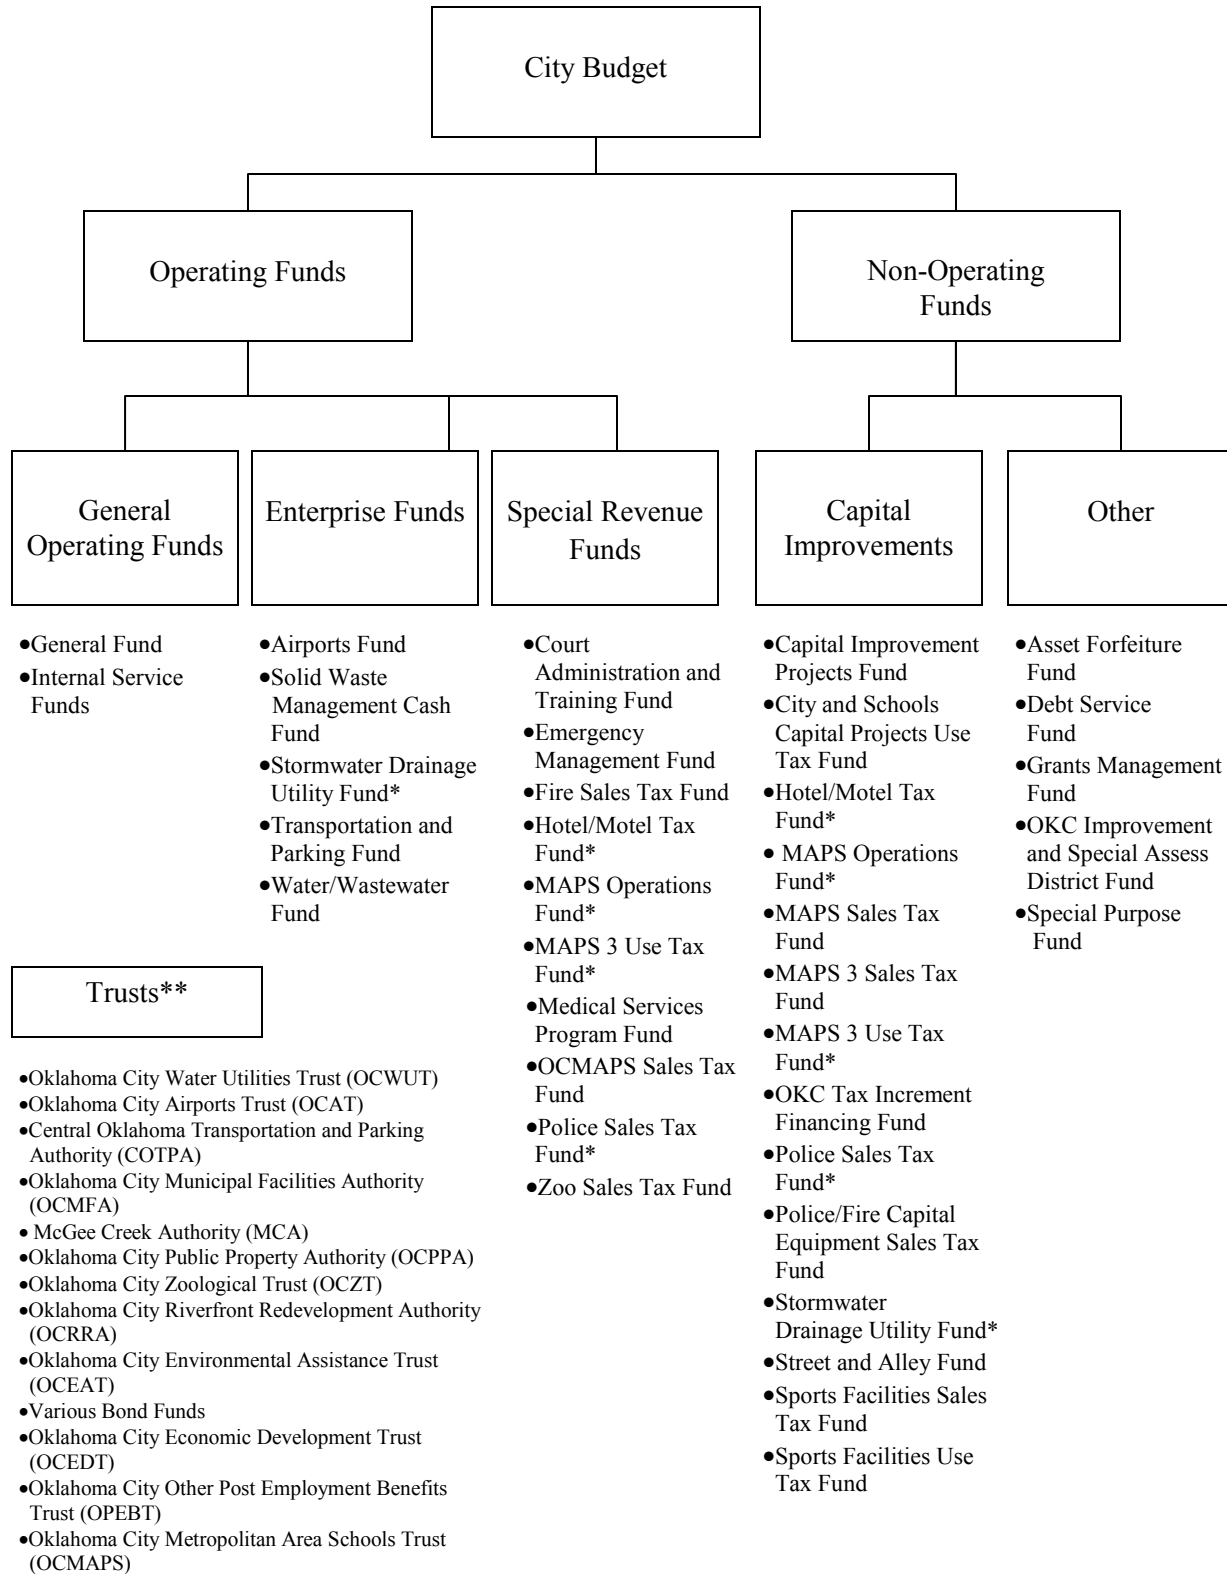 City Budget
Operating Funds
Non-Operating
Funds
General
Operating Funds
Enterprise Funds
Special Revenue
Funds
Capital
Improvements
Other
•General Fund
•Internal Service
Funds
•Airports Fund
•Solid Waste
Management Cash
Fund
•Stormwater Drainage
Utility Fund*
•Transportation and
Parking Fund
•Water/Wastewater
Fund
•Court
Administration and
Training Fund
•Emergency
Management Fund
•Fire Sales Tax Fund
•Hotel/Motel Tax
Fund*
•MAPS Operations
Fund*
•MAPS 3 Use Tax
Fund*
•Medical Services
Program Fund
•OCMAPS Sales Tax
Fund
•Police Sales Tax
Fund*
•Zoo Sales Tax Fund
•Capital Improvement
Projects Fund
•City and Schools
Capital Projects Use
Tax Fund
•Hotel/Motel Tax
Fund*
• MAPS Operations
Fund*
•MAPS Sales Tax
Fund
•MAPS 3 Sales Tax
Fund
•MAPS 3 Use Tax
Fund*
•OKC Tax Increment
Financing Fund
•Police Sales Tax
Fund*
•Police/Fire Capital
Equipment Sales Tax
Fund
•Stormwater
Drainage Utility Fund*
•Street and Alley Fund
•Sports Facilities Sales
Tax Fund
•Sports Facilities Use
Tax Fund
•Asset Forfeiture
Fund
•Debt Service
Fund
•Grants Management
Fund
•OKC Improvement
and Special Assess
District Fund
•Special Purpose
Fund
Trusts**
•Oklahoma City Water Utilities Trust (OCWUT)
•Oklahoma City Airports Trust (OCAT)
•Central Oklahoma Transportation and Parking
Authority (COTPA)
•Oklahoma City Municipal Facilities Authority
(OCMFA)
• McGee Creek Authority (MCA)
•Oklahoma City Public Property Authority (OCPPA)
•Oklahoma City Zoological Trust (OCZT)
•Oklahoma City Riverfront Redevelopment Authority
(OCRRA)
•Oklahoma City Environmental Assistance Trust
(OCEAT)
•Various Bond Funds
•Oklahoma City Economic Development Trust
(OCEDT)
•Oklahoma City Other Post Employment Benefits
Trust (OPEBT)
•Oklahoma City Metropolitan Area Schools Trust
(OCMAPS)